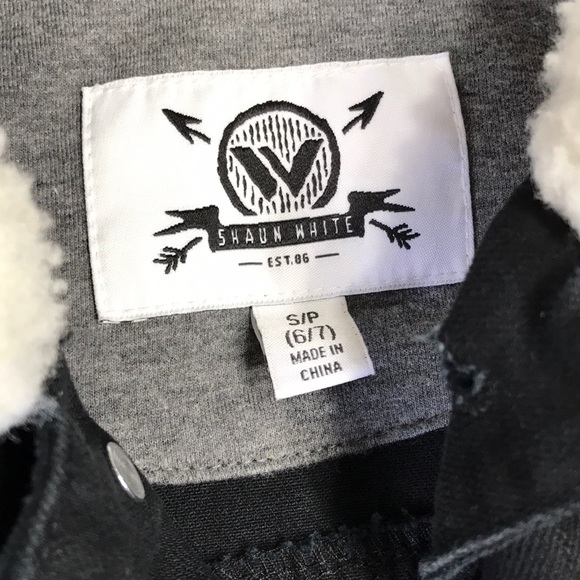 W
SHAUN WHITE
EST.86
S/P
(6/7)
MADE IN
CHINA